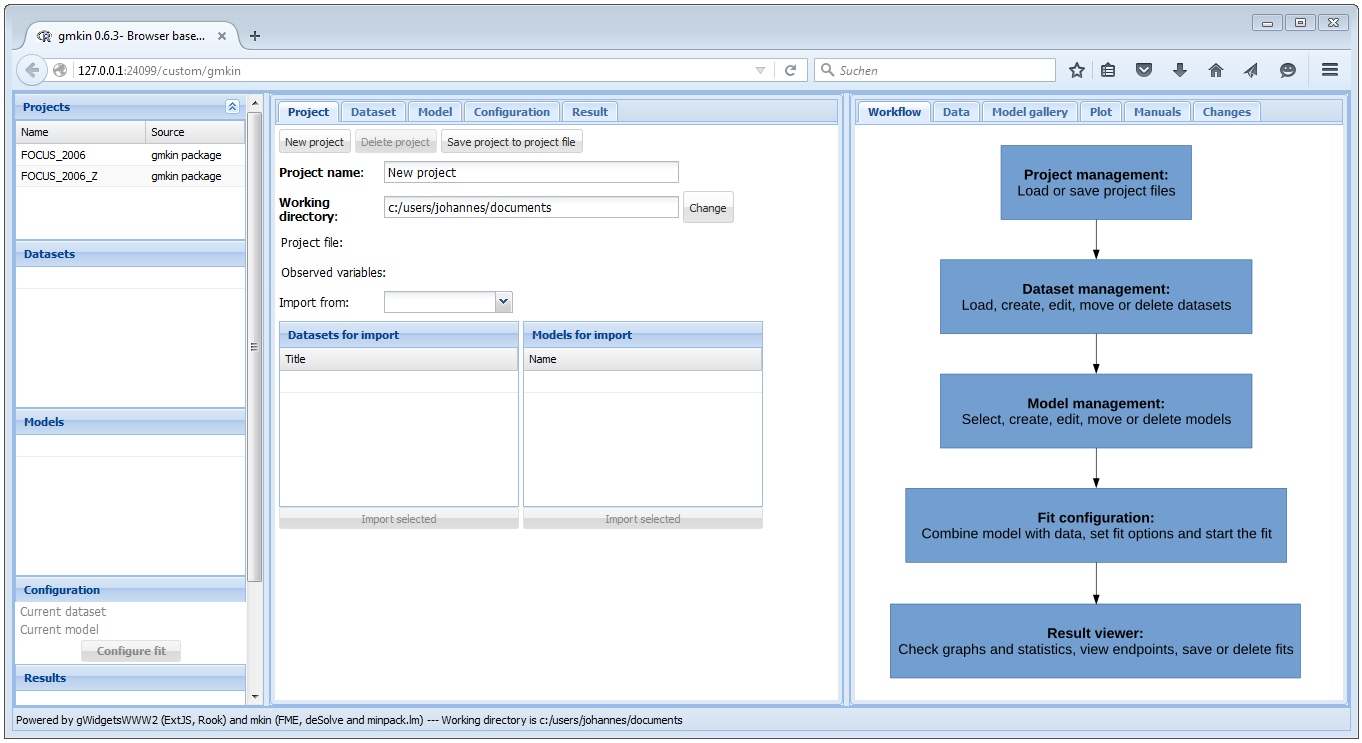 gmkin 0.6.3- Browser base...
127.0.0.1:24099/custom/gmkin
Suchen
Projects
Name Source
FOCUS_2006 gmkin package
FOCUS_2006_Z gmkin package
Datasets
Models
Configuration
Current dataset
Current model
Configure fit
Results
Project Dataset Model Configuration Result
New project Delete project Save project to project file
Project name: New project
Working
directory: c:/users/johannes/documents Change
Project file:
Observed variables:
Import from:
Datasets for import Models for import
Title Name
Import selected Import selected
Workflow Data Model gallery Plot Manuals Changes
Project management:
Load or save project files
Dataset management:
Load, create, edit, move or delete datasets
Model management:
Select, create, edit, move or delete models
Fit configuration:
Combine model with data, set fit options and start the fit
Result viewer:
Check graphs and statistics, view endpoints, save or delete fits
Powered by gWidgetsWWW2 (ExtJS, Rook) and mkin (FME, deSolve and minpack.lm) --- Working directory is c:/users/johannes/documents